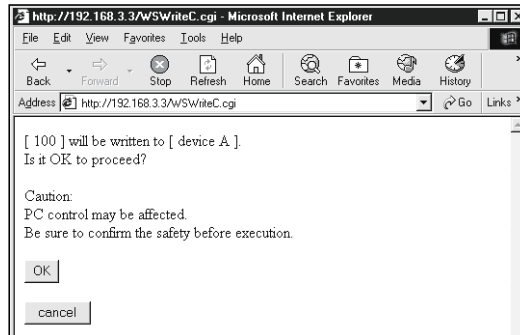 http://192.168.3.3/WSWriteC.cgi - Microsoft Internet Explorer
File Edit View Favorites Tools Help
Back Forward Stop Refresh Home Search Favorites Media History
Address http://192.168.3.3/WSWriteC.cgi Go Links
[ 100 ] will be written to [ device A ].
Is it OK to proceed?
Caution:
PC control may be affected.
Be sure to confirm the safety before execution.
OK
cancel